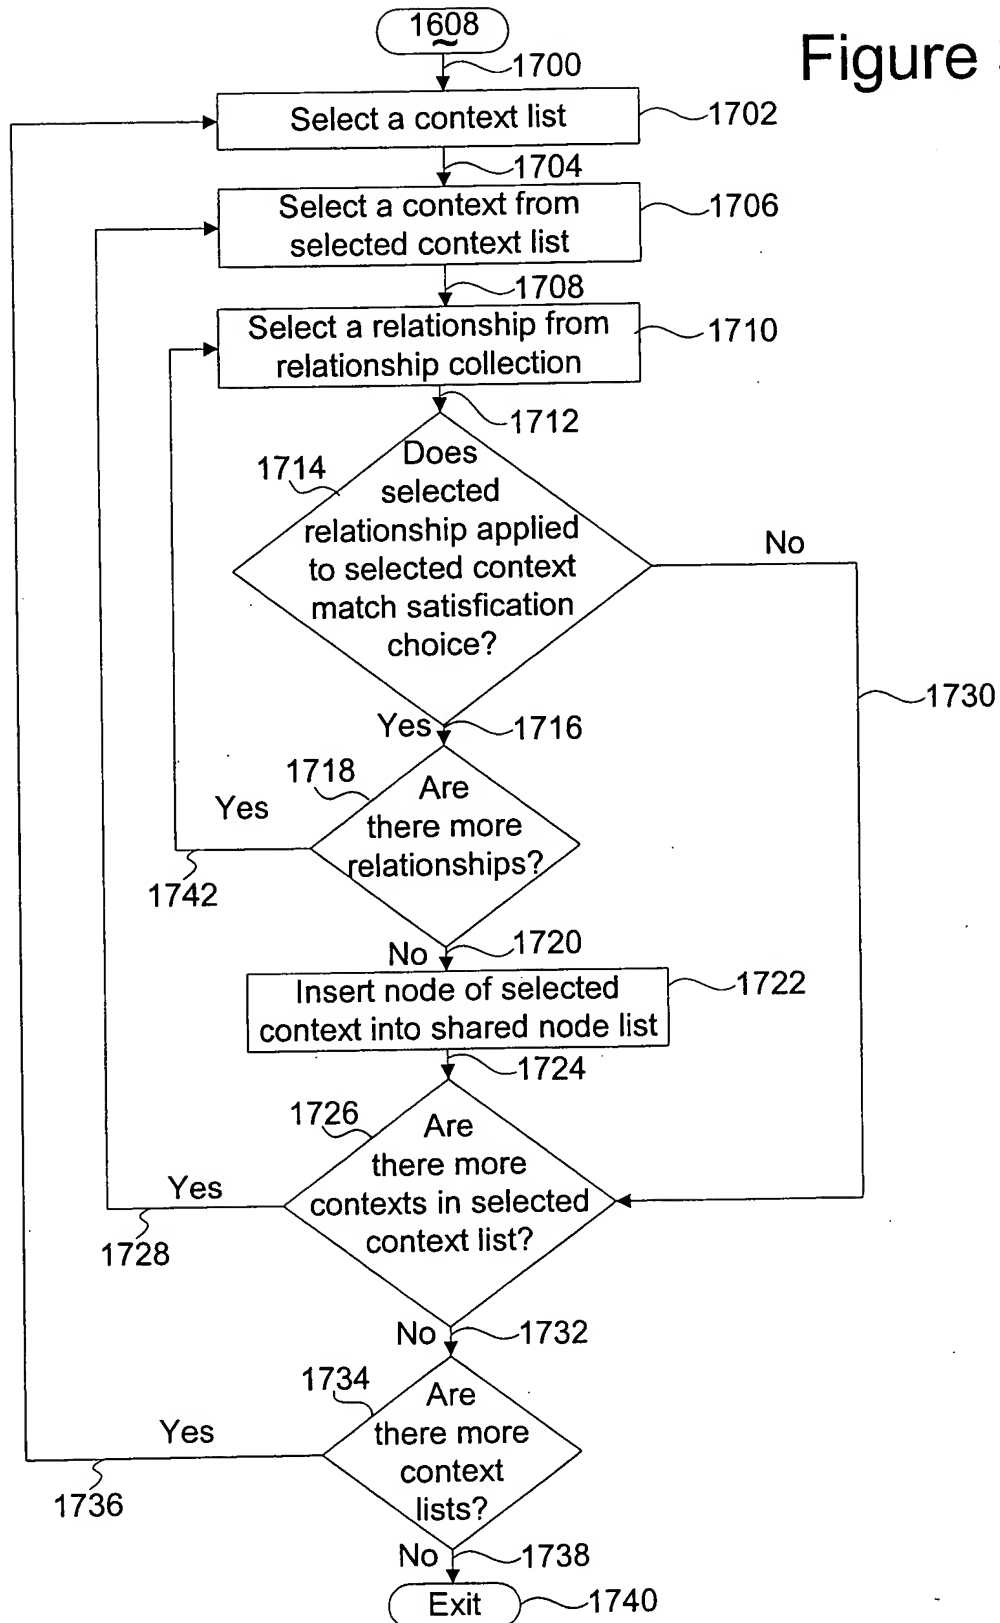 1608
Figure
1700
Select a context list
1702
1704
Select a context from
selected context list
1706
1708
Select a relationship from
relationship collection
1710
1712
1714
Does
selected
relationship applied
to selected context
match satisfication
choice?
No
1730
Yes
1716
1718
Are
there more
relationships?
Yes
1742
No
1720
Insert node of selected
context into shared node list
1722
1724
1726
Are
there more
contexts in selected
context list?
Yes
1728
No
1732
1734
Are
there more
context
lists?
Yes
1736
No
1738
Exit
1740